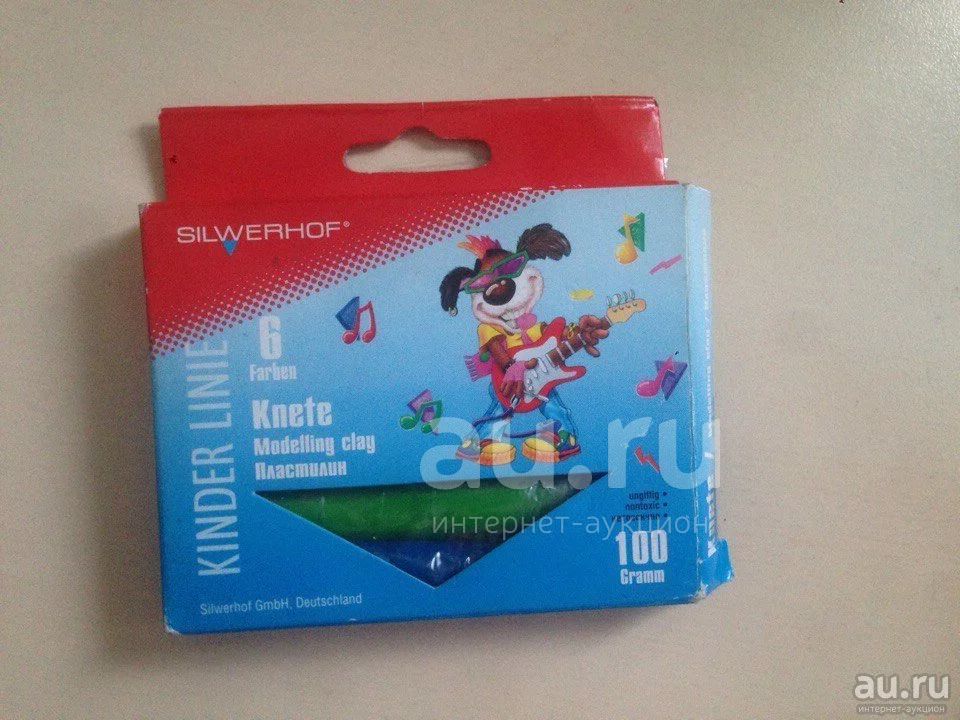 SILWERHOF®
KINDER LINIE
6
Farben
Knete
Modelling clay
Пластилин
ungiftig •
nontoxic •
100
Gramm
Silwerhof GmbH, Deutschland
au.ru
интернет-аукцион
au.ru
интернет-аукцион